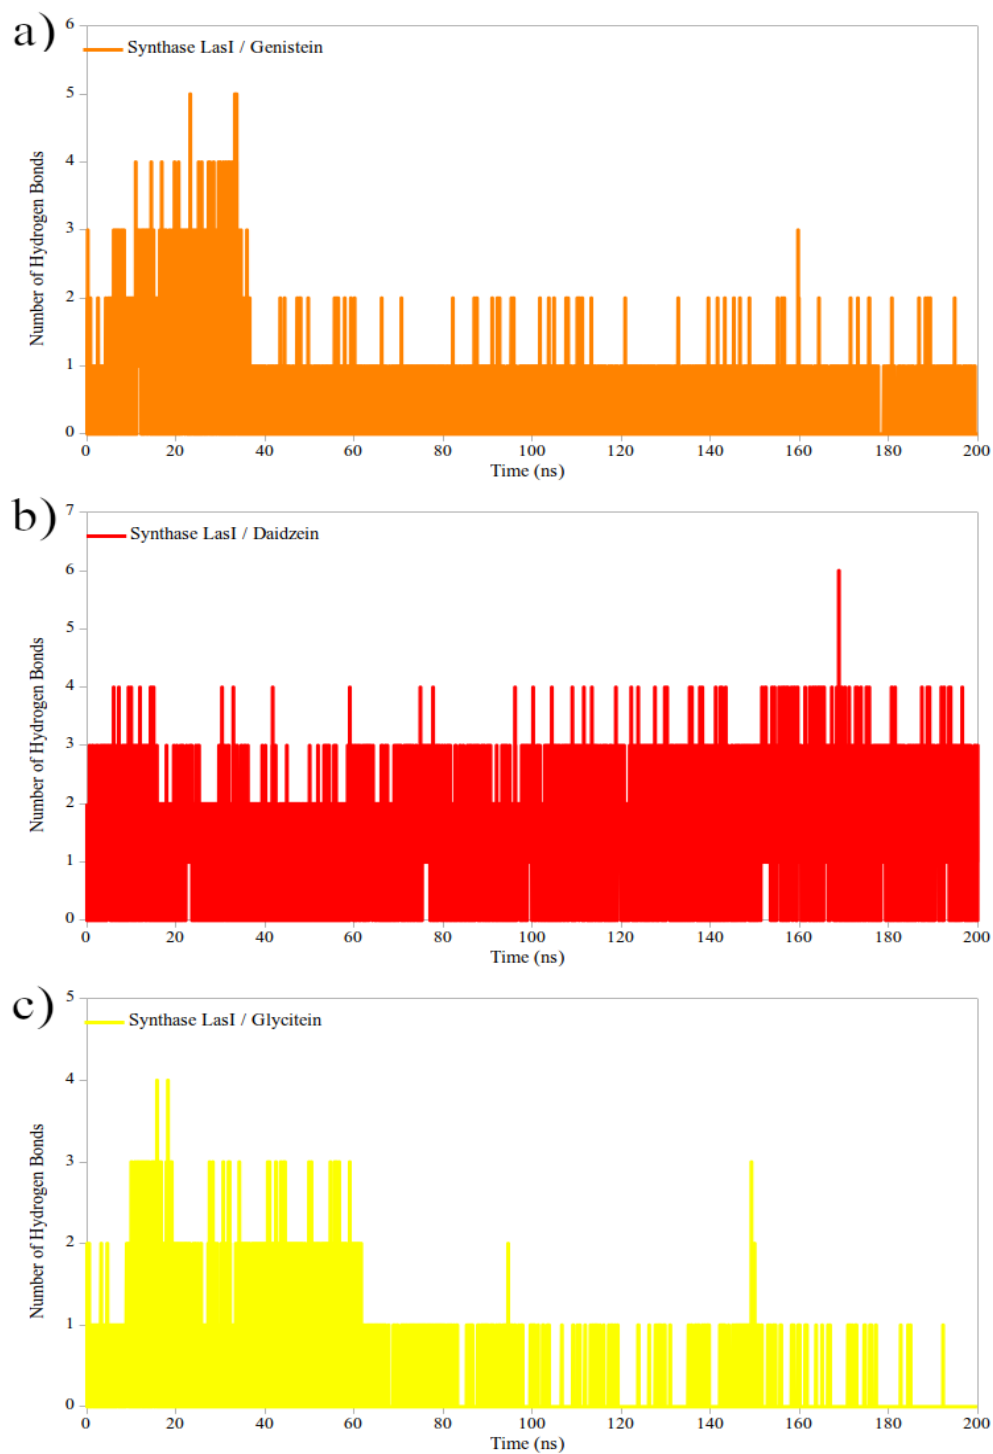 a)
6
Synthase LasI / Genistein
5
4
3
2
1
0
Number of Hydrogen Bonds
0 20 40 60 80 100 120 140 160 180 200
Time (ns)
b)
7
Synthase LasI / Daidzein
6
5
4
3
2
1
0
Number of Hydrogen Bonds
0 20 40 60 80 100 120 140 160 180 200
Time (ns)
c)
5
Synthase LasI / Glycitein
4
3
2
1
0
Number of Hydrogen Bonds
0 20 40 60 80 100 120 140 160 180 200
Time (ns)